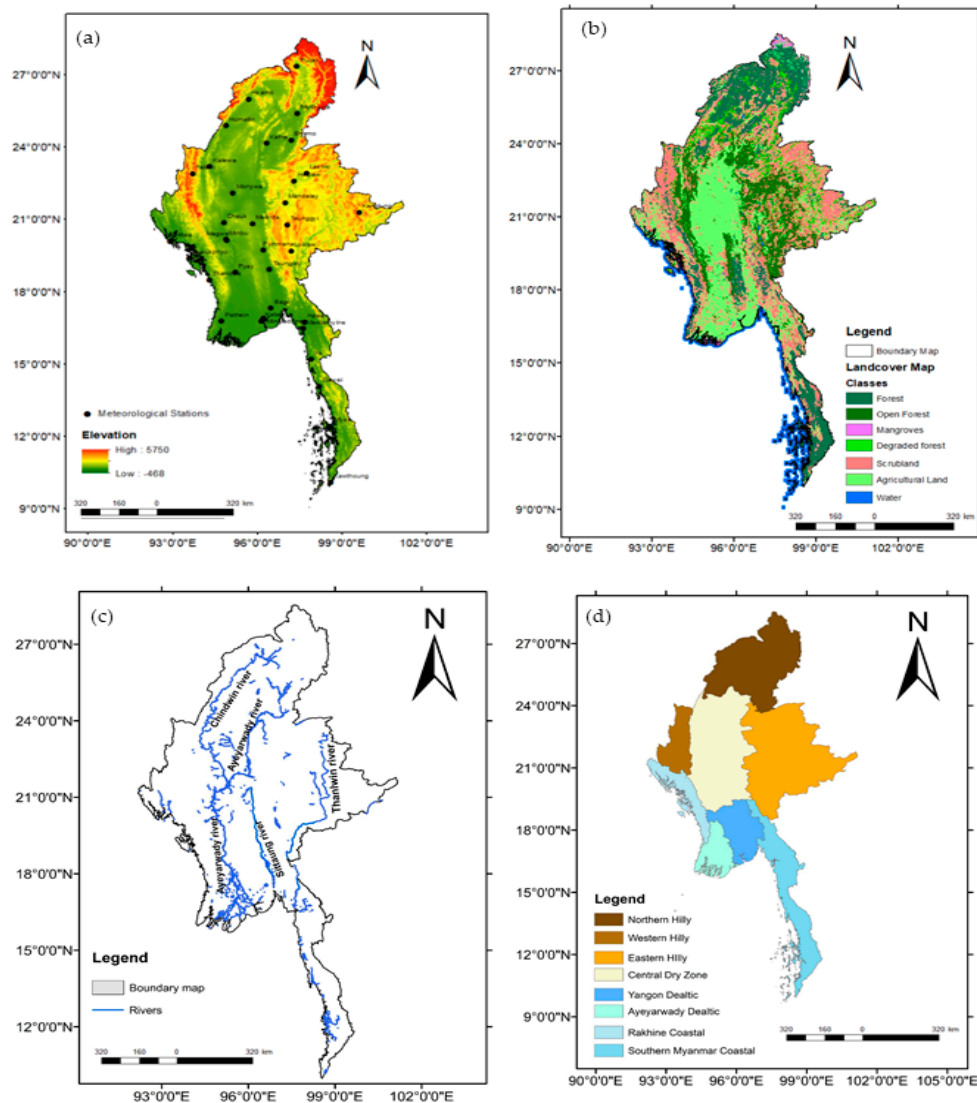 (a)
N
27°0'0"N
24°0'0"N
21°0'0"N
18°0'0"N
15°0'0"N
12°0'0"N
9°0'0"N
Katha
Kalewa
Monywa
Mandalay
Chauk
Pyay
Pathein
Bago
Meteorological Stations
Elevation
High : 5750
Low : -468
320 160 0 320 km
90°0'0"E 93°0'0"E 96°0'0"E 99°0'0"E 102°0'0"E
(b)
N
27°0'0"N
24°0'0"N
21°0'0"N
18°0'0"N
15°0'0"N
12°0'0"N
9°0'0"N
Legend
Boundary Map
Landcover Map
Classes
Forest
Open Forest
Mangroves
Degraded forest
Scrubland
Agricultural Land
Water
320 160 0 320 km
90°0'0"E 93°0'0"E 96°0'0"E 99°0'0"E 102°0'0"E
(c)
N
27°0'0"N
24°0'0"N
21°0'0"N
18°0'0"N
15°0'0"N
12°0'0"N
Chindwin river
Ayeyarwady river
Thanlwin river
Ayeyarwady river
Sittaung river
Legend
Boundary map
Rivers
320 160 0 320 km
93°0'0"E 96°0'0"E 99°0'0"E 102°0'0"E
(d)
N
27°0'0"N
24°0'0"N
21°0'0"N
18°0'0"N
15°0'0"N
12°0'0"N
9°0'0"N
Legend
Northern Hilly
Western Hilly
Eastern HIlly
Central Dry Zone
Yangon Dealtic
Ayeyarwady Dealtic
Rakhine Coastal
Southern Myanmar Coastal
320 160 0 320 km
90°0'0"E 93°0'0"E 96°0'0"E 99°0'0"E 102°0'0"E 105°0'0"E